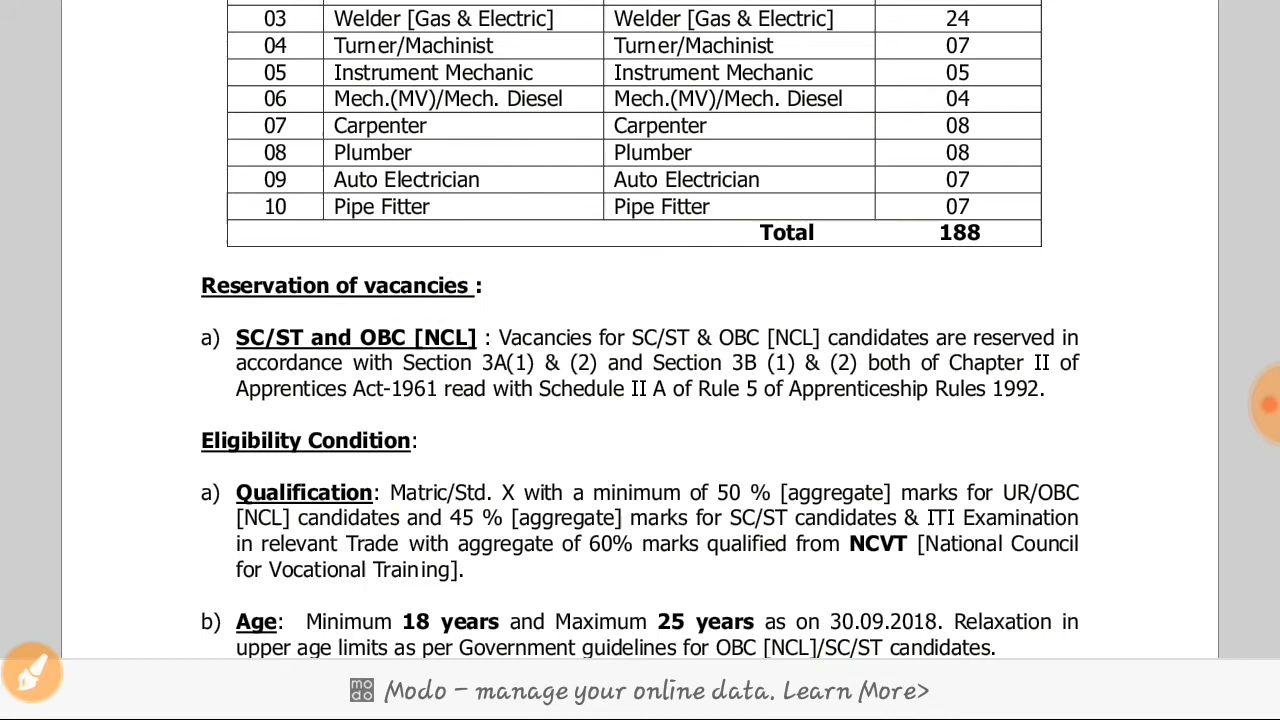 03 Welder [Gas & Electric] Welder [Gas & Electric] 24
04 Turner/Machinist Turner/Machinist 07
05 Instrument Mechanic Instrument Mechanic 05
06 Mech.(MV)/Mech. Diesel Mech.(MV)/Mech. Diesel 04
07 Carpenter Carpenter 08
08 Plumber Plumber 08
09 Auto Electrician Auto Electrician 07
10 Pipe Fitter Pipe Fitter 07
Total 188
Reservation of vacancies :
a) SC/ST and OBC [NCL] : Vacancies for SC/ST & OBC [NCL] candidates are reserved in
accordance with Section 3A(1) & (2) and Section 3B (1) & (2) both of Chapter II of
Apprentices Act-1961 read with Schedule II A of Rule 5 of Apprenticeship Rules 1992.
Eligibility Condition:
a) Qualification: Matric/Std. X with a minimum of 50 % [aggregate] marks for UR/OBC
[NCL] candidates and 45 % [aggregate] marks for SC/ST candidates & ITI Examination
in relevant Trade with aggregate of 60% marks qualified from NCVT [National Council
for Vocational Training].
b) Age: Minimum 18 years and Maximum 25 years as on 30.09.2018. Relaxation in
upper age limits as per Government guidelines for OBC [NCL]/SC/ST candidates.
mo do Modo – manage your online data. Learn More>